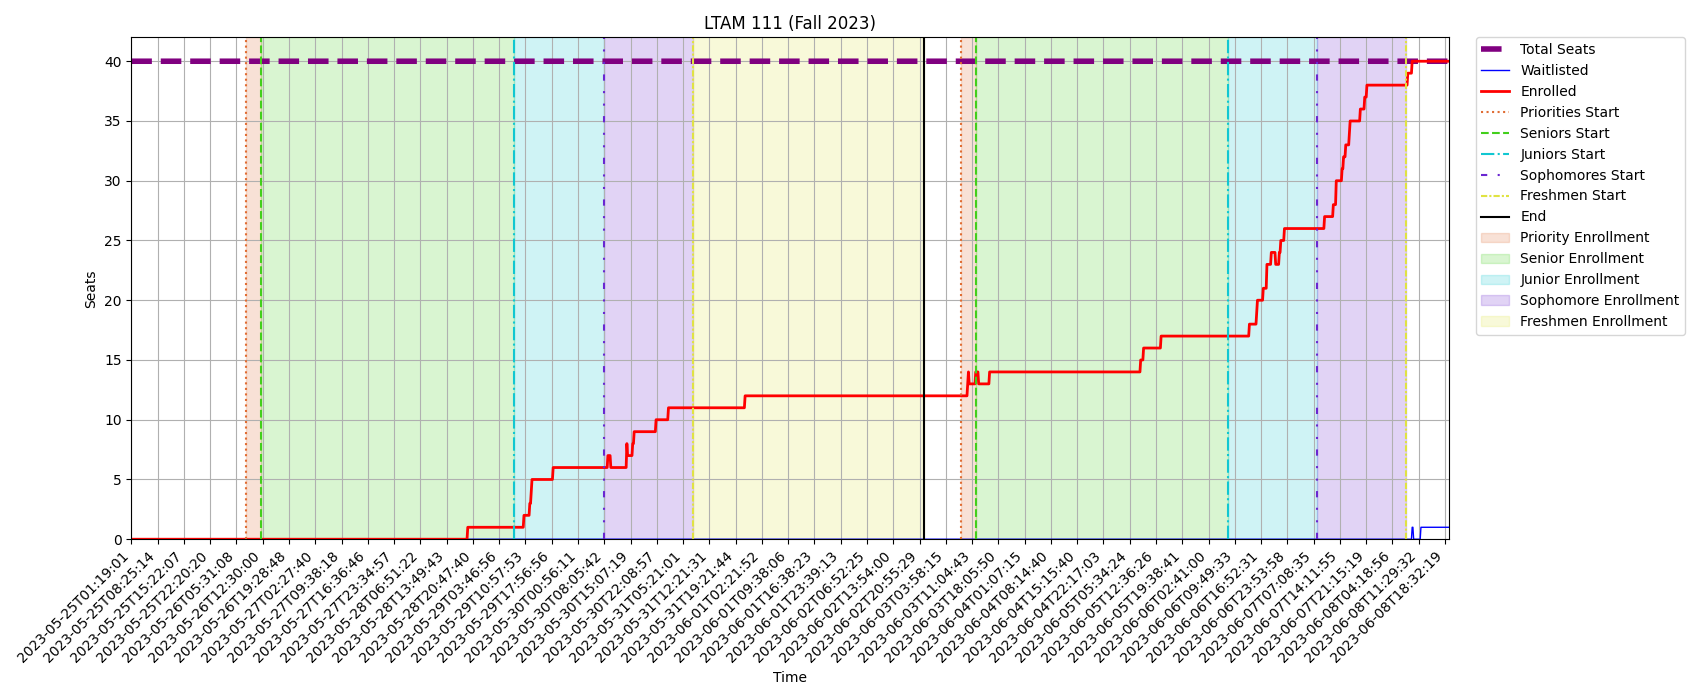 LTAM 111 (Fall 2023)
Seats
40
35
30
25
20
15
10
5
0
2023-05-25T01:19:01
2023-05-25T08:25:14
2023-05-25T15:22:07
2023-05-25T22:20:20
2023-05-26T05:31:08
2023-05-26T12:30:00
2023-05-26T19:28:48
2023-05-27T02:27:40
2023-05-27T09:38:18
2023-05-27T16:36:46
2023-05-27T23:34:57
2023-05-28T06:51:22
2023-05-28T13:49:43
2023-05-28T20:47:40
2023-05-29T03:46:56
2023-05-29T10:57:53
2023-05-29T17:56:56
2023-05-30T00:56:11
2023-05-30T08:05:42
2023-05-30T15:07:19
2023-05-30T22:08:57
2023-05-31T05:21:01
2023-05-31T12:21:31
2023-05-31T19:21:44
2023-06-01T02:21:52
2023-06-01T09:38:06
2023-06-01T16:38:23
2023-06-01T23:39:13
2023-06-02T06:52:25
2023-06-02T13:54:00
2023-06-02T20:55:29
2023-06-03T03:58:15
2023-06-03T11:04:43
2023-06-03T18:05:50
2023-06-04T01:07:15
2023-06-04T08:14:40
2023-06-04T15:15:40
2023-06-04T22:17:03
2023-06-05T05:34:24
2023-06-05T12:36:26
2023-06-05T19:38:41
2023-06-06T02:41:00
2023-06-06T09:49:33
2023-06-06T16:52:31
2023-06-06T23:53:58
2023-06-07T07:08:35
2023-06-07T14:11:55
2023-06-07T21:15:19
2023-06-08T04:18:56
2023-06-08T11:29:32
2023-06-08T18:32:19
Time
Total Seats
Waitlisted
Enrolled
Priorities Start
Seniors Start
Juniors Start
Sophomores Start
Freshmen Start
End
Priority Enrollment
Senior Enrollment
Junior Enrollment
Sophomore Enrollment
Freshmen Enrollment